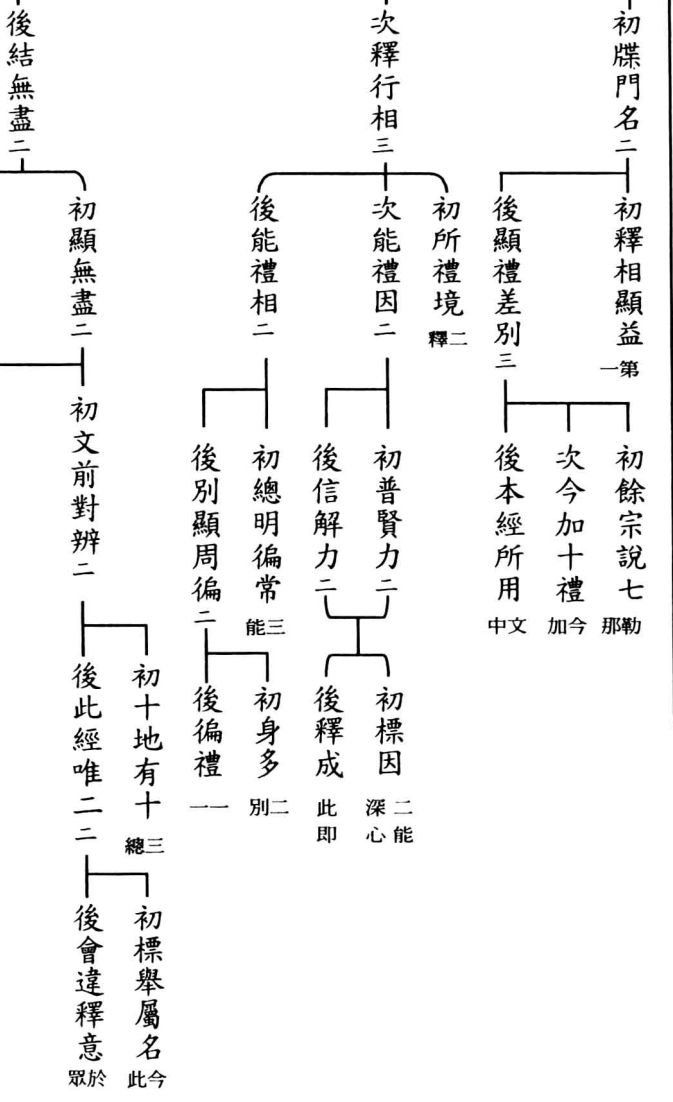 初牒門名二
初釋相顯益
第一
後顯禮差別三
初餘宗說七
勒那
次今加十禮
今加
後本經所用
文中
次釋行相三
初所禮境
二釋
次能禮因二
初普賢力二
後信解力二
初標因
二能
深心
後釋成
此即
後能禮相二
初總明徧常
三能
後別顯周徧二
初身多
二別
後徧禮
一一
後結無盡二
初顯無盡二
初文前對辨二
初十地有十
三總
後此經唯二二
初標舉屬名
今此
後會違釋意
於眾